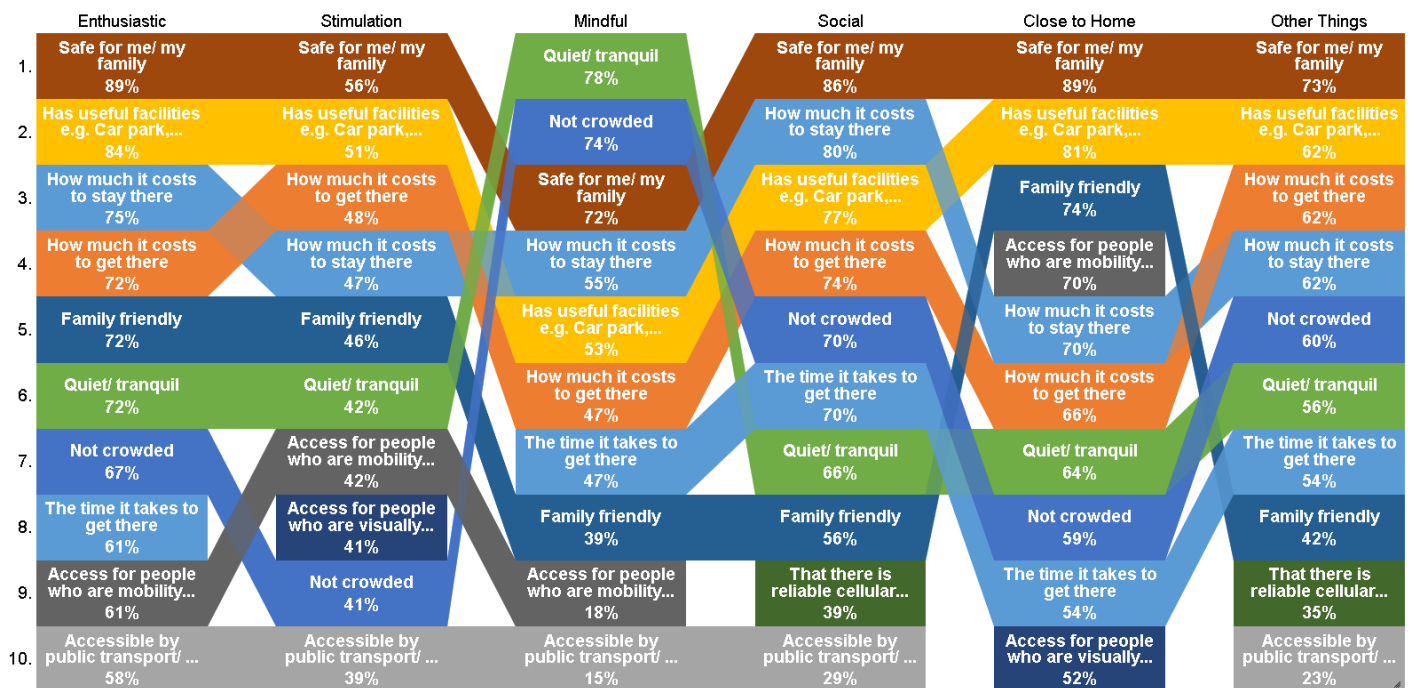 Enthusiastic Stimulation Mindful Social Close to Home Other Things
1.
Safe for me/ my
family
89%
Safe for me/ my
family
56%
Quiet/ tranquil
78%
Safe for me/ my
family
86%
Safe for me/ my
family
89%
Safe for me/ my
family
73%
2.
Has useful facilities
e.g. Car park,...
84%
Has useful facilities
e.g. Car park,...
51%
Not crowded
74%
How much it costs
to stay there
80%
Has useful facilities
e.g. Car park,...
81%
Has useful facilities
e.g. Car park,...
62%
3.
How much it costs
to stay there
75%
How much it costs
to get there
48%
Safe for me/ my
family
72%
Has useful facilities
e.g. Car park,...
77%
Family friendly
74%
How much it costs
to get there
62%
4.
How much it costs
to get there
72%
How much it costs
to stay there
47%
How much it costs
to stay there
55%
How much it costs
to get there
74%
Access for people
who are mobility...
70%
How much it costs
to stay there
62%
5.
Family friendly
72%
Family friendly
46%
Has useful facilities
e.g. Car park,...
53%
Not crowded
70%
How much it costs
to stay there
70%
Not crowded
60%
6.
Quiet/ tranquil
72%
Quiet/ tranquil
42%
How much it costs
to get there
47%
The time it takes to
get there
70%
How much it costs
to get there
66%
Quiet/ tranquil
56%
7.
Not crowded
67%
Access for people
who are mobility...
42%
The time it takes to
get there
47%
Quiet/ tranquil
66%
Quiet/ tranquil
64%
The time it takes to
get there
54%
8.
The time it takes to
get there
61%
Access for people
who are visually...
41%
Family friendly
39%
Family friendly
56%
Not crowded
59%
Family friendly
42%
9.
Access for people
who are mobility...
61%
Not crowded
41%
Access for people
who are mobility...
18%
That there is
reliable cellular...
39%
The time it takes to
get there
54%
That there is
reliable cellular...
35%
10.
Accessible by
public transport/ ...
58%
Accessible by
public transport/ ...
39%
Accessible by
public transport/ ...
15%
Accessible by
public transport/ ...
29%
Access for people
who are visually...
52%
Accessible by
public transport/ ...
23%